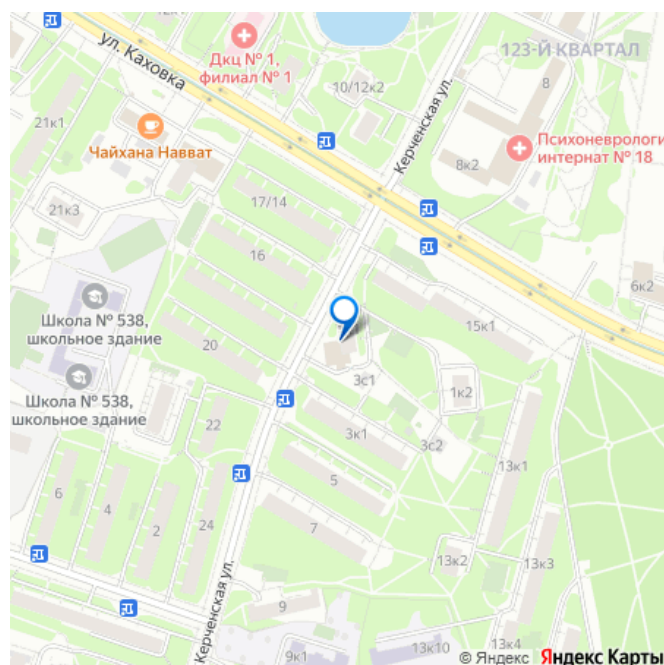 ул. Каховка
Дкц № 1,
филиал № 1
10/12к2
123-Й КВАРТАЛ
8
Керченская ул.
21к1
Чайхана Навват
Психоневрологи
интернат № 18
8к2
17/14
21к3
16
6к2
Школа № 538,
школьное здание
15к1
20
Школа № 538,
школьное здание
3с1
1к2
22
3к1
3с2
13к1
6
4
2
24
5
7
13к2
13к3
Керченская ул.
9
9к1
13к10
13к4
© Яндекс Яндекс Карты